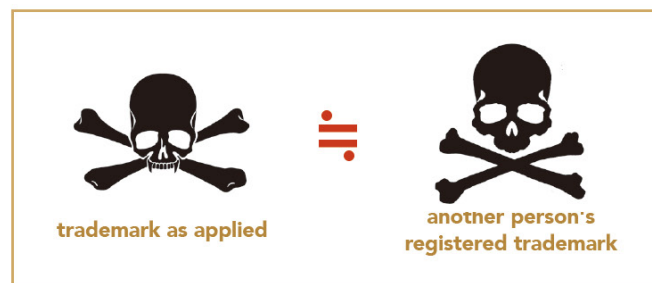 ≒
trademark as applied
another person's
registered trademark